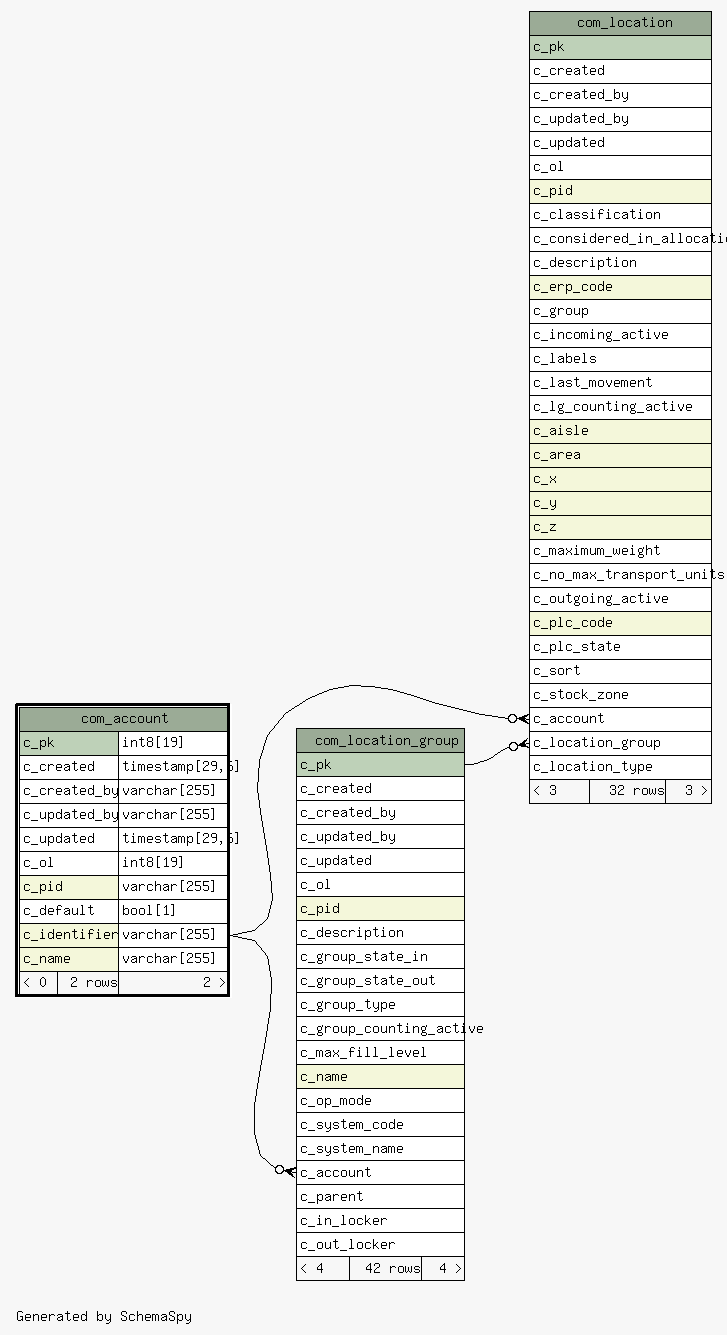 com_location
c_pk
c_created
c_created_by
c_updated_by
c_updated
c_ol
c_pid
c_classification
c_considered_in_allocati
c_description
c_erp_code
c_group
c_incoming_active
c_labels
c_last_movement
c_lg_counting_active
c_aisle
c_area
c_x
c_y
c_z
c_maximum_weight
c_no_max_transport_units
c_outgoing_active
c_plc_code
c_plc_state
c_sort
c_stock_zone
c_account
c_location_group
c_location_type
< 3 32 rows 3 >
com_account
c_pk int8[19]
c_created timestamp[29,6]
c_created_by varchar[255]
c_updated_by varchar[255]
c_updated timestamp[29,6]
c_ol int8[19]
c_pid varchar[255]
c_default bool[1]
c_identifier varchar[255]
c_name varchar[255]
< 0 2 rows 2 >
com_location_group
c_pk
c_created
c_created_by
c_updated_by
c_updated
c_ol
c_pid
c_description
c_group_state_in
c_group_state_out
c_group_type
c_group_counting_active
c_max_fill_level
c_name
c_op_mode
c_system_code
c_system_name
c_account
c_parent
c_in_locker
c_out_locker
< 4 42 rows 4 >
Generated by SchemaSpy